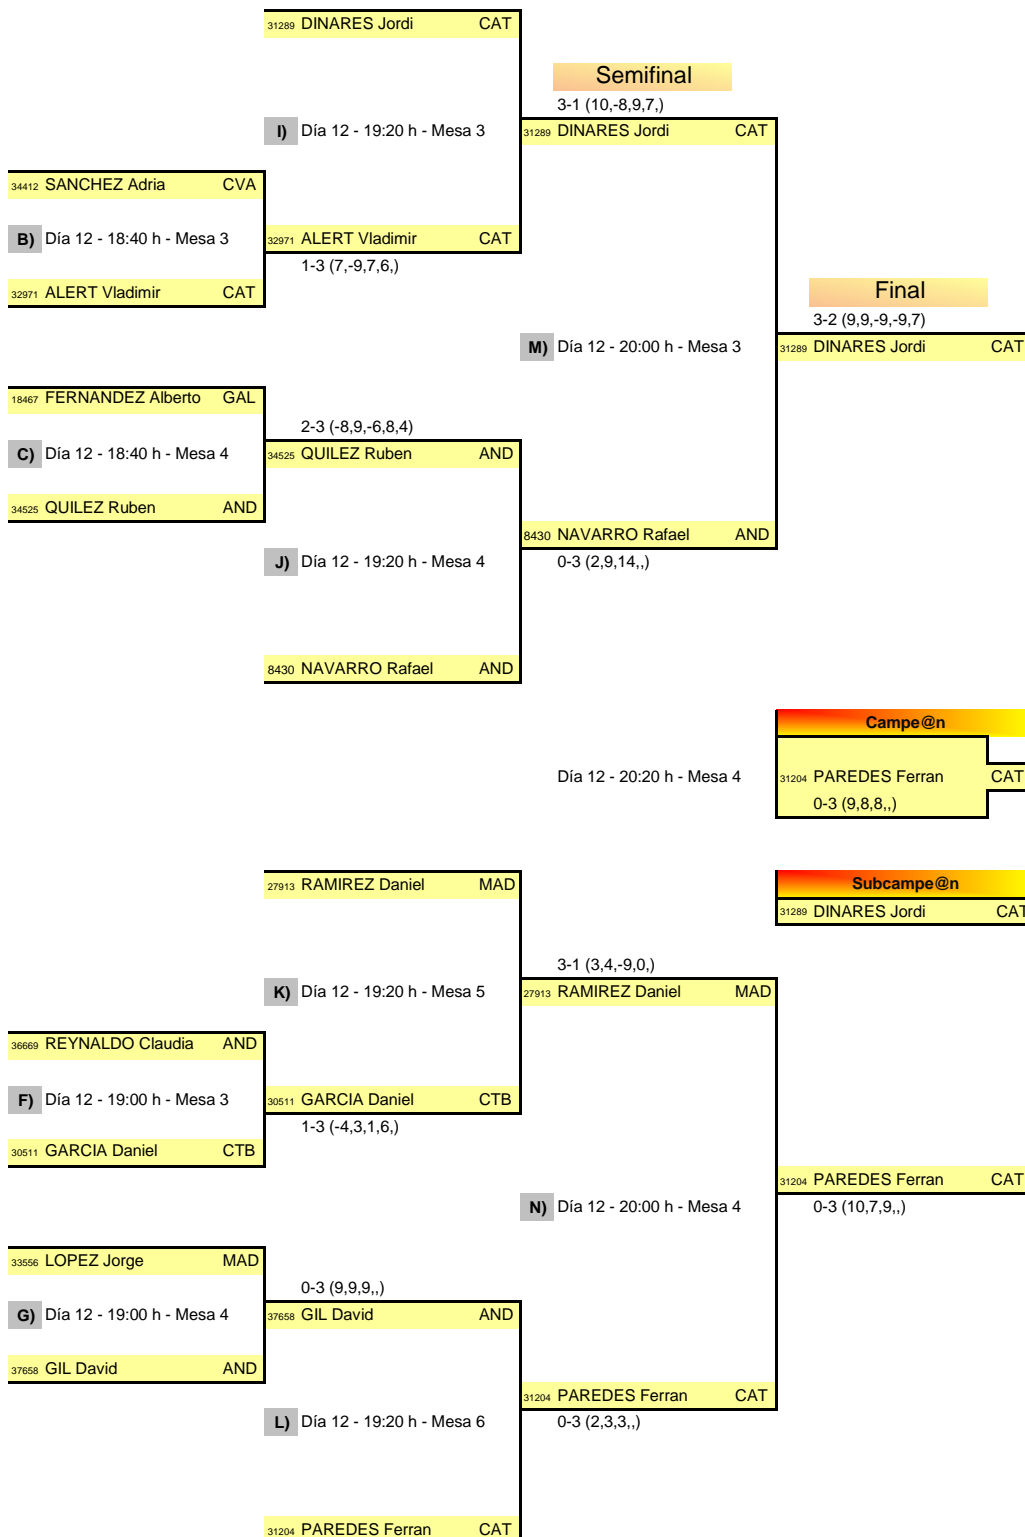 31289 DINARES Jordi CAT
Semifinal
3-1 (10,-8,9,7,)
I) Día 12 - 19:20 h - Mesa 3
31289 DINARES Jordi CAT
34412 SANCHEZ Adria CVA
B) Día 12 - 18:40 h - Mesa 3
32971 ALERT Vladimir CAT
1-3 (7,-9,7,6,)
32971 ALERT Vladimir CAT
Final
3-2 (9,9,-9,-9,7)
M) Día 12 - 20:00 h - Mesa 3
31289 DINARES Jordi CAT
18467 FERNANDEZ Alberto GAL
2-3 (-8,9,-6,8,4)
C) Día 12 - 18:40 h - Mesa 4
34525 QUILEZ Ruben AND
34525 QUILEZ Ruben AND
8430 NAVARRO Rafael AND
J) Día 12 - 19:20 h - Mesa 4
0-3 (2,9,14,,)
8430 NAVARRO Rafael AND
Campe@n
Día 12 - 20:20 h - Mesa 4
31204 PAREDES Ferran CAT
0-3 (9,8,8,,)
27913 RAMIREZ Daniel MAD
Subcampe@n
31289 DINARES Jordi CAT
3-1 (3,4,-9,0,)
K) Día 12 - 19:20 h - Mesa 5
27913 RAMIREZ Daniel MAD
36669 REYNALDO Claudia AND
F) Día 12 - 19:00 h - Mesa 3
30511 GARCIA Daniel CTB
1-3 (-4,3,1,6,)
30511 GARCIA Daniel CTB
31204 PAREDES Ferran CAT
N) Día 12 - 20:00 h - Mesa 4
0-3 (10,7,9,,)
33556 LOPEZ Jorge MAD
0-3 (9,9,9,,)
G) Día 12 - 19:00 h - Mesa 4
37658 GIL David AND
37658 GIL David AND
31204 PAREDES Ferran CAT
L) Día 12 - 19:20 h - Mesa 6
0-3 (2,3,3,,)
31204 PAREDES Ferran CAT